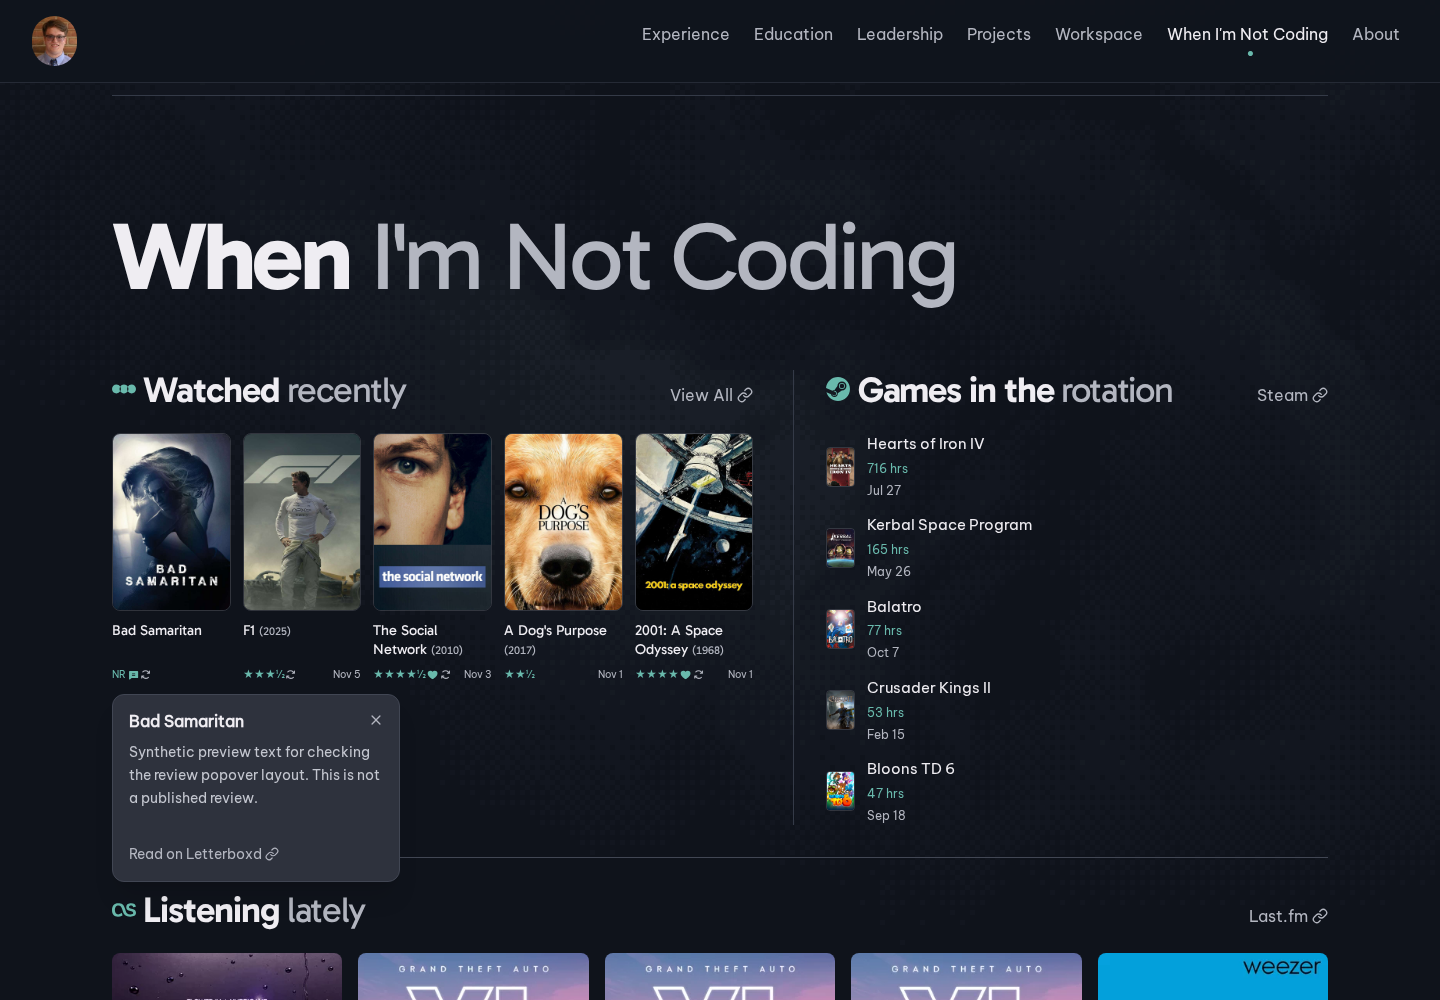 Experience Education Leadership Projects Workspace When I'm Not Coding About
When I'm Not Coding
Watched recently
View All
Games in the rotation
Steam
BAD
SAMARITAN
the social network
A
DOG'S
PURPOSE
2001: a space odyssey
Bad Samaritan
F1 (2025)
The Social
Network (2010)
A Dog's Purpose
(2017)
2001: A Space
Odyssey (1968)
NR
★★★½ Nov 5
★★★★½ Nov 3
★★½ Nov 1
★★★★ Nov 1
Hearts of Iron IV
716 hrs
Jul 27
Kerbal Space Program
165 hrs
May 26
Balatro
77 hrs
Oct 7
Crusader Kings II
53 hrs
Feb 15
Bloons TD 6
47 hrs
Sep 18
Bad Samaritan
Synthetic preview text for checking
the review popover layout. This is not
a published review.
Read on Letterboxd
Listening lately
Last.fm
GRAND THEFT AUTO
VI
GRAND THEFT AUTO
VI
GRAND THEFT AUTO
VI
weezer